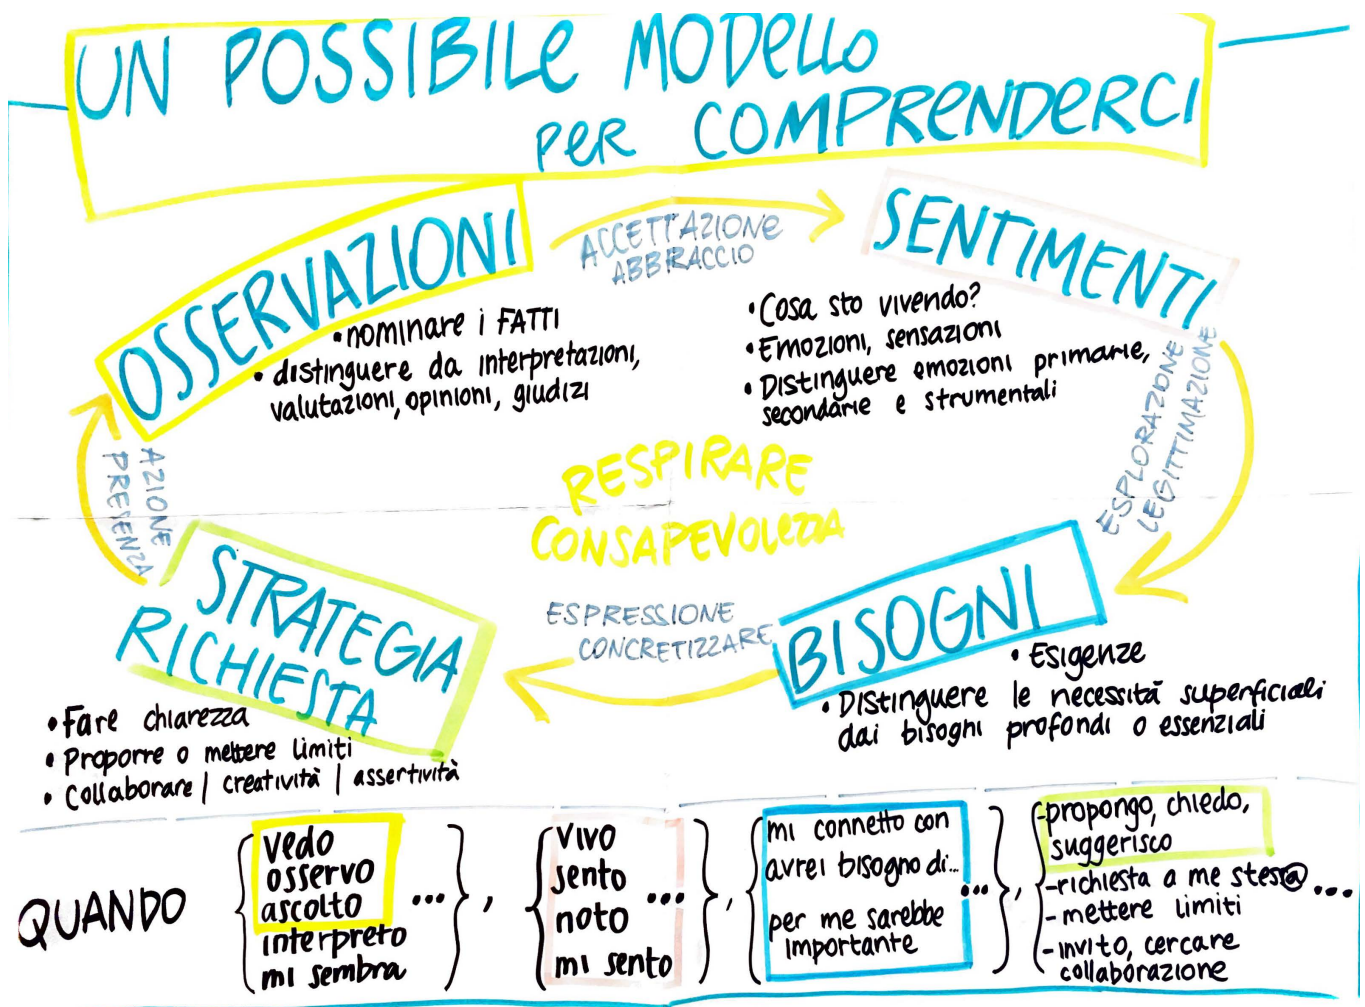 UN POSSIBILE MODELLO
PER COMPRENDERCI
OSSERVAZIONI
• nominare i FATTI
• distinguere da interpretazioni,
valutazioni, opinioni, giudizi
ACCETTAZIONE
ABBRACCIO
SENTIMENTI
• Cosa sto vivendo?
• Emozioni, sensazioni
• Distinguere emozioni primarie,
secondarie e strumentali
ESPLORAZIONE
LEGITTIMAZIONE
RESPIRARE
CONSAPEVOLEZZA
BISOGNI
• Esigenze
• Distinguere le necessità superficiali
dai bisogni profondi o essenziali
ESPRESSIONE
CONCRETIZZARE
STRATEGIA
RICHIESTA
• Fare chiarezza
• Proporre o mettere limiti
• Collaborare / creatività / assertività
AZIONE
PRESENZA
QUANDO
vedo
osservo
ascolto ...
interpreto
mi sembra
,
vivo
sento ...
noto
mi sento
,
mi connetto con
avrei bisogno di...
...
per me sarebbe
importante
,
-propongo, chiedo,
suggerisco
-richiesta a me stess@ ...
-mettere limiti
-invito, cercare
collaborazione